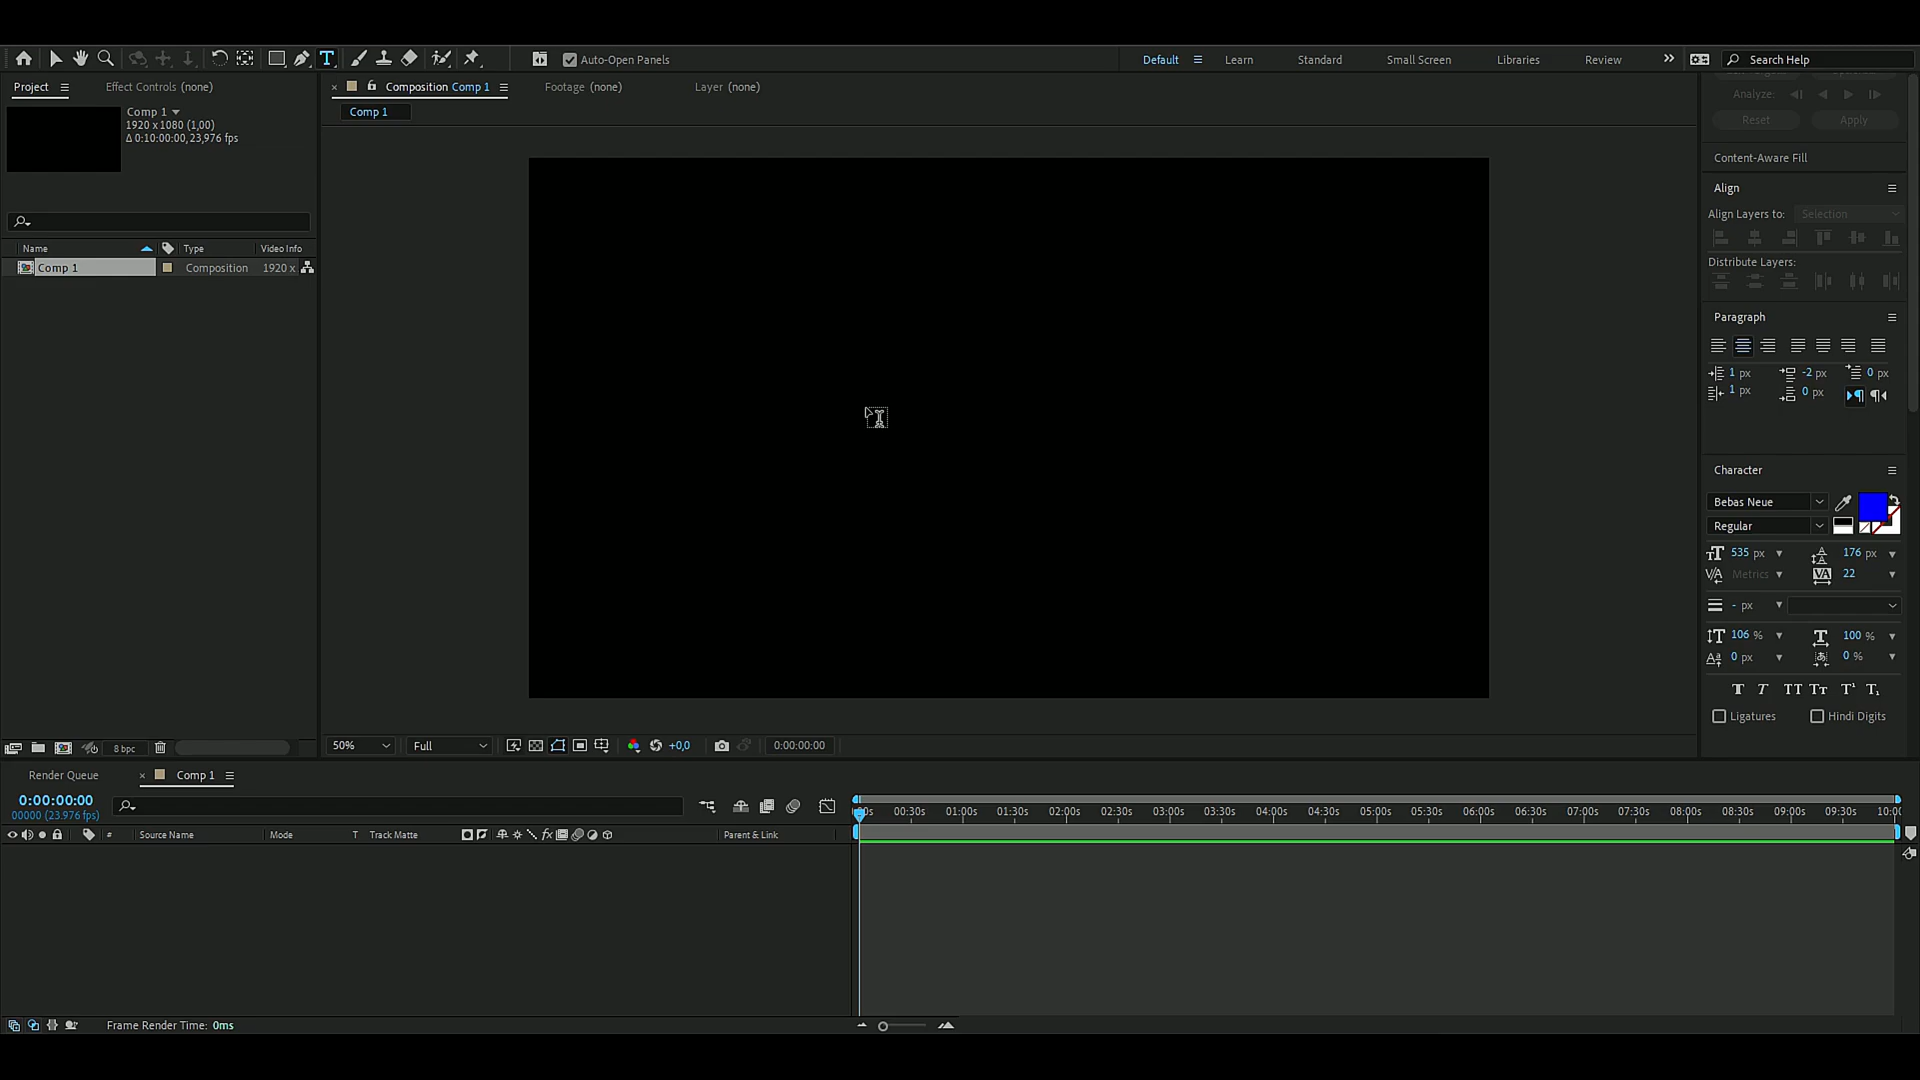 Auto-Open Panels
Default
Learn
Standard
Small Screen
Libraries
Review
Search Help
Project
Effect Controls (none)
Composition Comp 1
Footage (none)
Layer (none)
Comp 1
Comp 1
1920 x 1080 (1,00)
Δ 0:10:00:00, 23,976 fps
Analyze:
Reset
Apply
Content-Aware Fill
Align
Align Layers to:
Selection
Distribute Layers:
Name
Type
Video Info
Comp 1
Composition
1920 x
Paragraph
1 px
-2 px
0 px
1 px
0 px
Character
Bebas Neue
Regular
535 px
176 px
Metrics
22
- px
106 %
100 %
0 px
0 %
T T TT Tt T¹ T₁
Ligatures
Hindi Digits
8 bpc
50%
Full
+0,0
0:00:00:00
Render Queue
Comp 1
0:00:00:00
00000 (23.976 fps)
00s 00:30s 01:00s 01:30s 02:00s 02:30s 03:00s 03:30s 04:00s 04:30s 05:00s 05:30s 06:00s 06:30s 07:00s 07:30s 08:00s 08:30s 09:00s 09:30s 10:00
#
Source Name
Mode
T
Track Matte
Parent & Link
Frame Render Time: 0ms